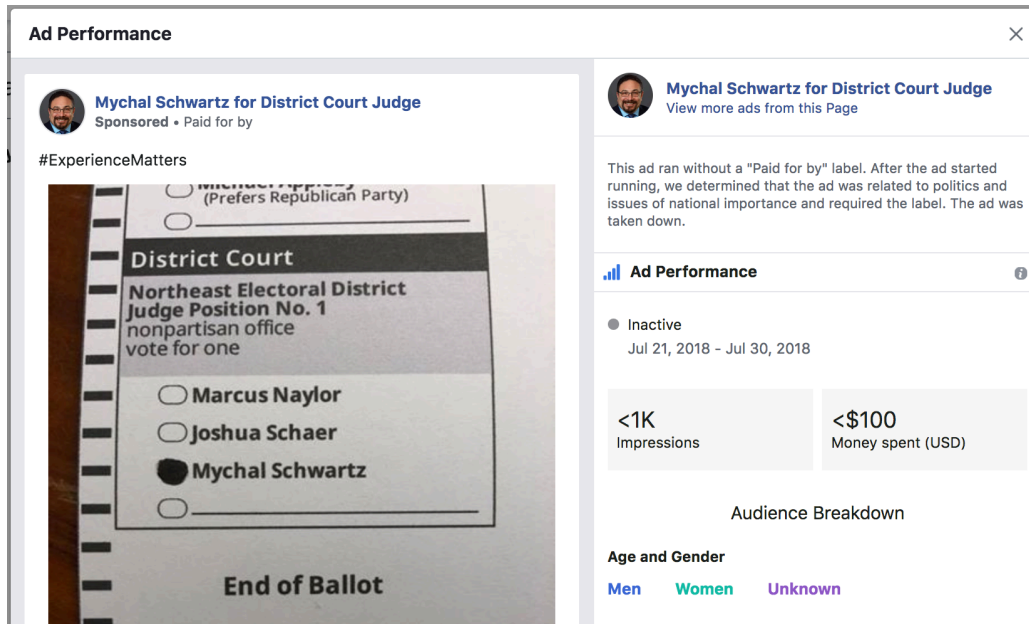 Ad Performance
Mychal Schwartz for District Court Judge
Sponsored • Paid for by
#ExperienceMatters
(Prefers Republican Party)
District Court
Northeast Electoral District
Judge Position No. 1
nonpartisan office
vote for one
Marcus Naylor
Joshua Schaer
Mychal Schwartz
End of Ballot
Mychal Schwartz for District Court Judge
View more ads from this Page
This ad ran without a "Paid for by" label. After the ad started
running, we determined that the ad was related to politics and
issues of national importance and required the label. The ad was
taken down.
Ad Performance
Inactive
Jul 21, 2018 - Jul 30, 2018
<1K
Impressions
<$100
Money spent (USD)
Audience Breakdown
Age and Gender
Men Women Unknown